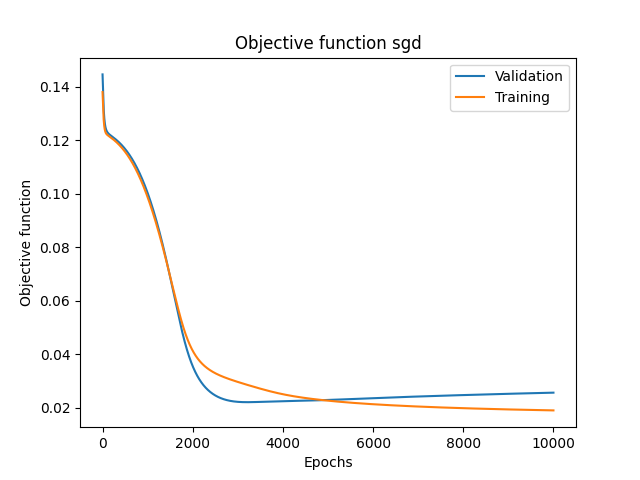 Objective function sgd
Validation
Training
Objective function
0.14
0.12
0.10
0.08
0.06
0.04
0.02
0
2000
4000
6000
8000
10000
Epochs